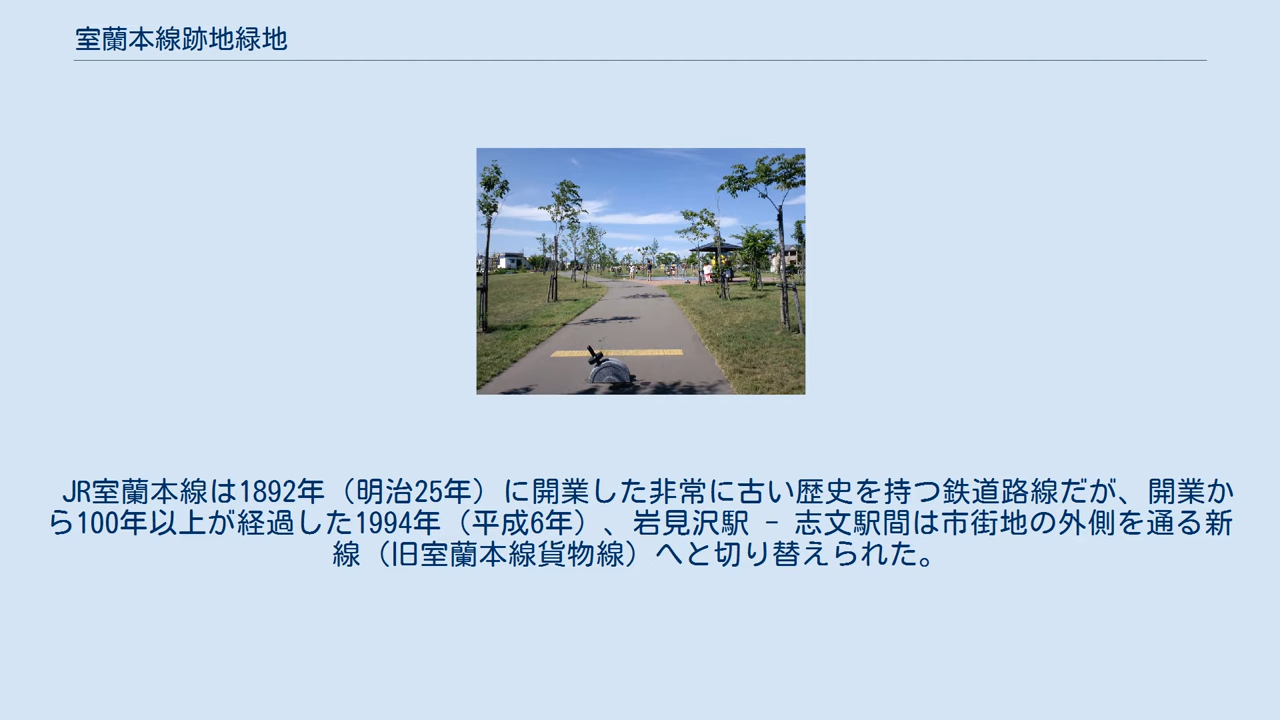 室蘭本線跡地緑地
JR室蘭本線は1892年（明治25年）に開業した非常に古い歴史を持つ鉄道路線だが、開業か
ら100年以上が経過した1994年（平成6年）、岩見沢駅 - 志文駅間は市街地の外側を通る新
線（旧室蘭本線貨物線）へと切り替えられた。